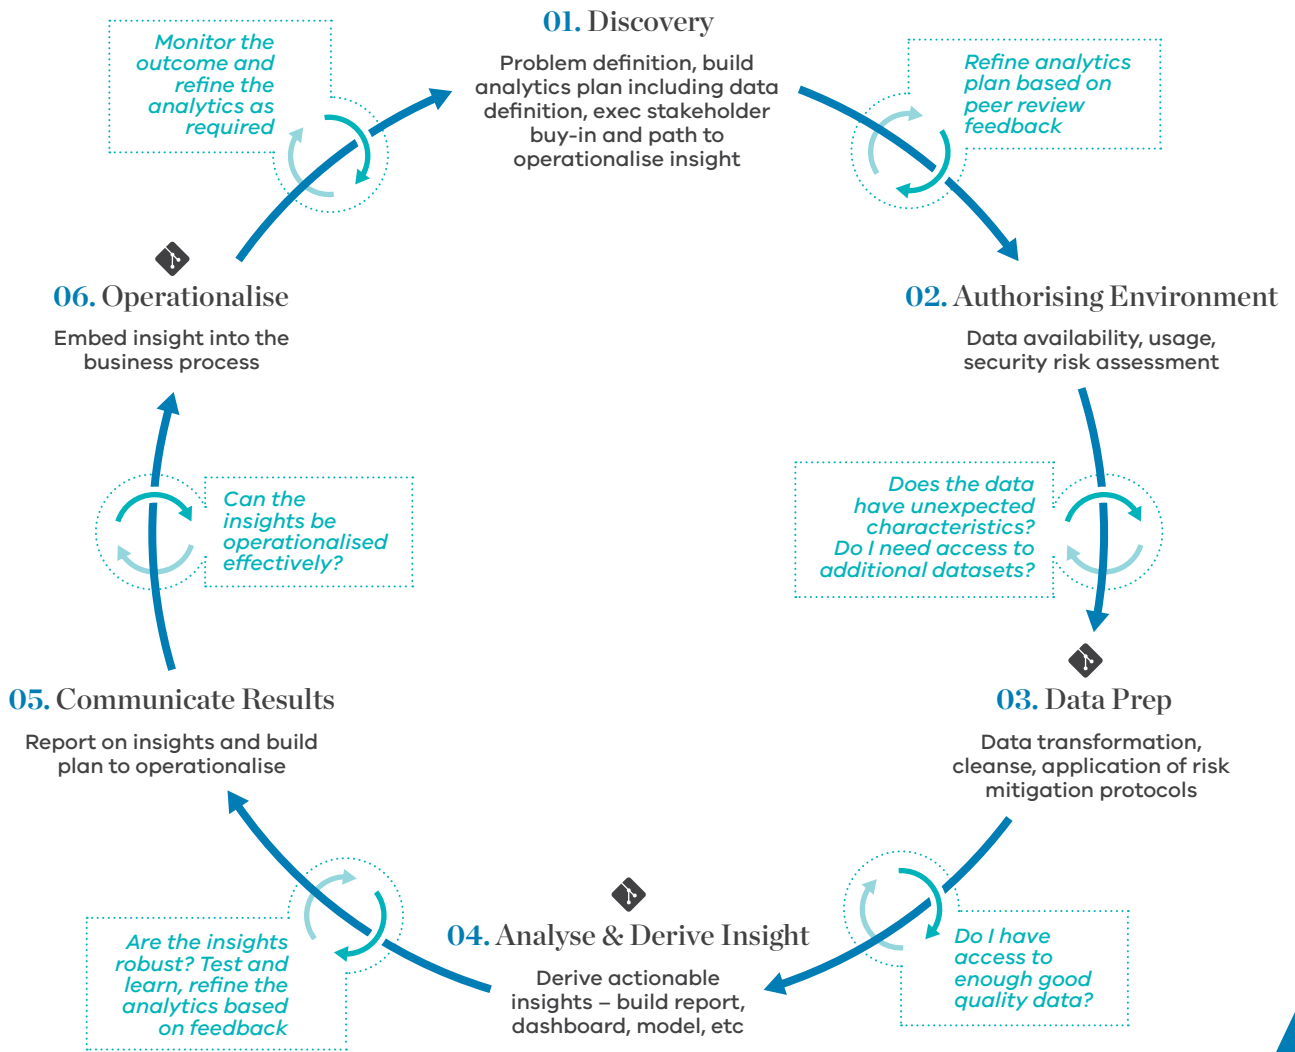 01. Discovery
Problem definition, build
analytics plan including data
definition, exec stakeholder
buy-in and path to
operationalise insight
Refine analytics
plan based on
peer review
feedback
02. Authorising Environment
Data availability, usage,
security risk assessment
Does the data
have unexpected
characteristics?
Do I need access to
additional datasets?
03. Data Prep
Data transformation,
cleanse, application of risk
mitigation protocols
Do I have
access to
enough good
quality data?
04. Analyse & Derive Insight
Derive actionable
insights – build report,
dashboard, model, etc
Are the insights
robust? Test and
learn, refine the
analytics based
on feedback
05. Communicate Results
Report on insights and build
plan to operationalise
Can the
insights be
operationalised
effectively?
06. Operationalise
Embed insight into the
business process
Monitor the
outcome and
refine the
analytics as
required